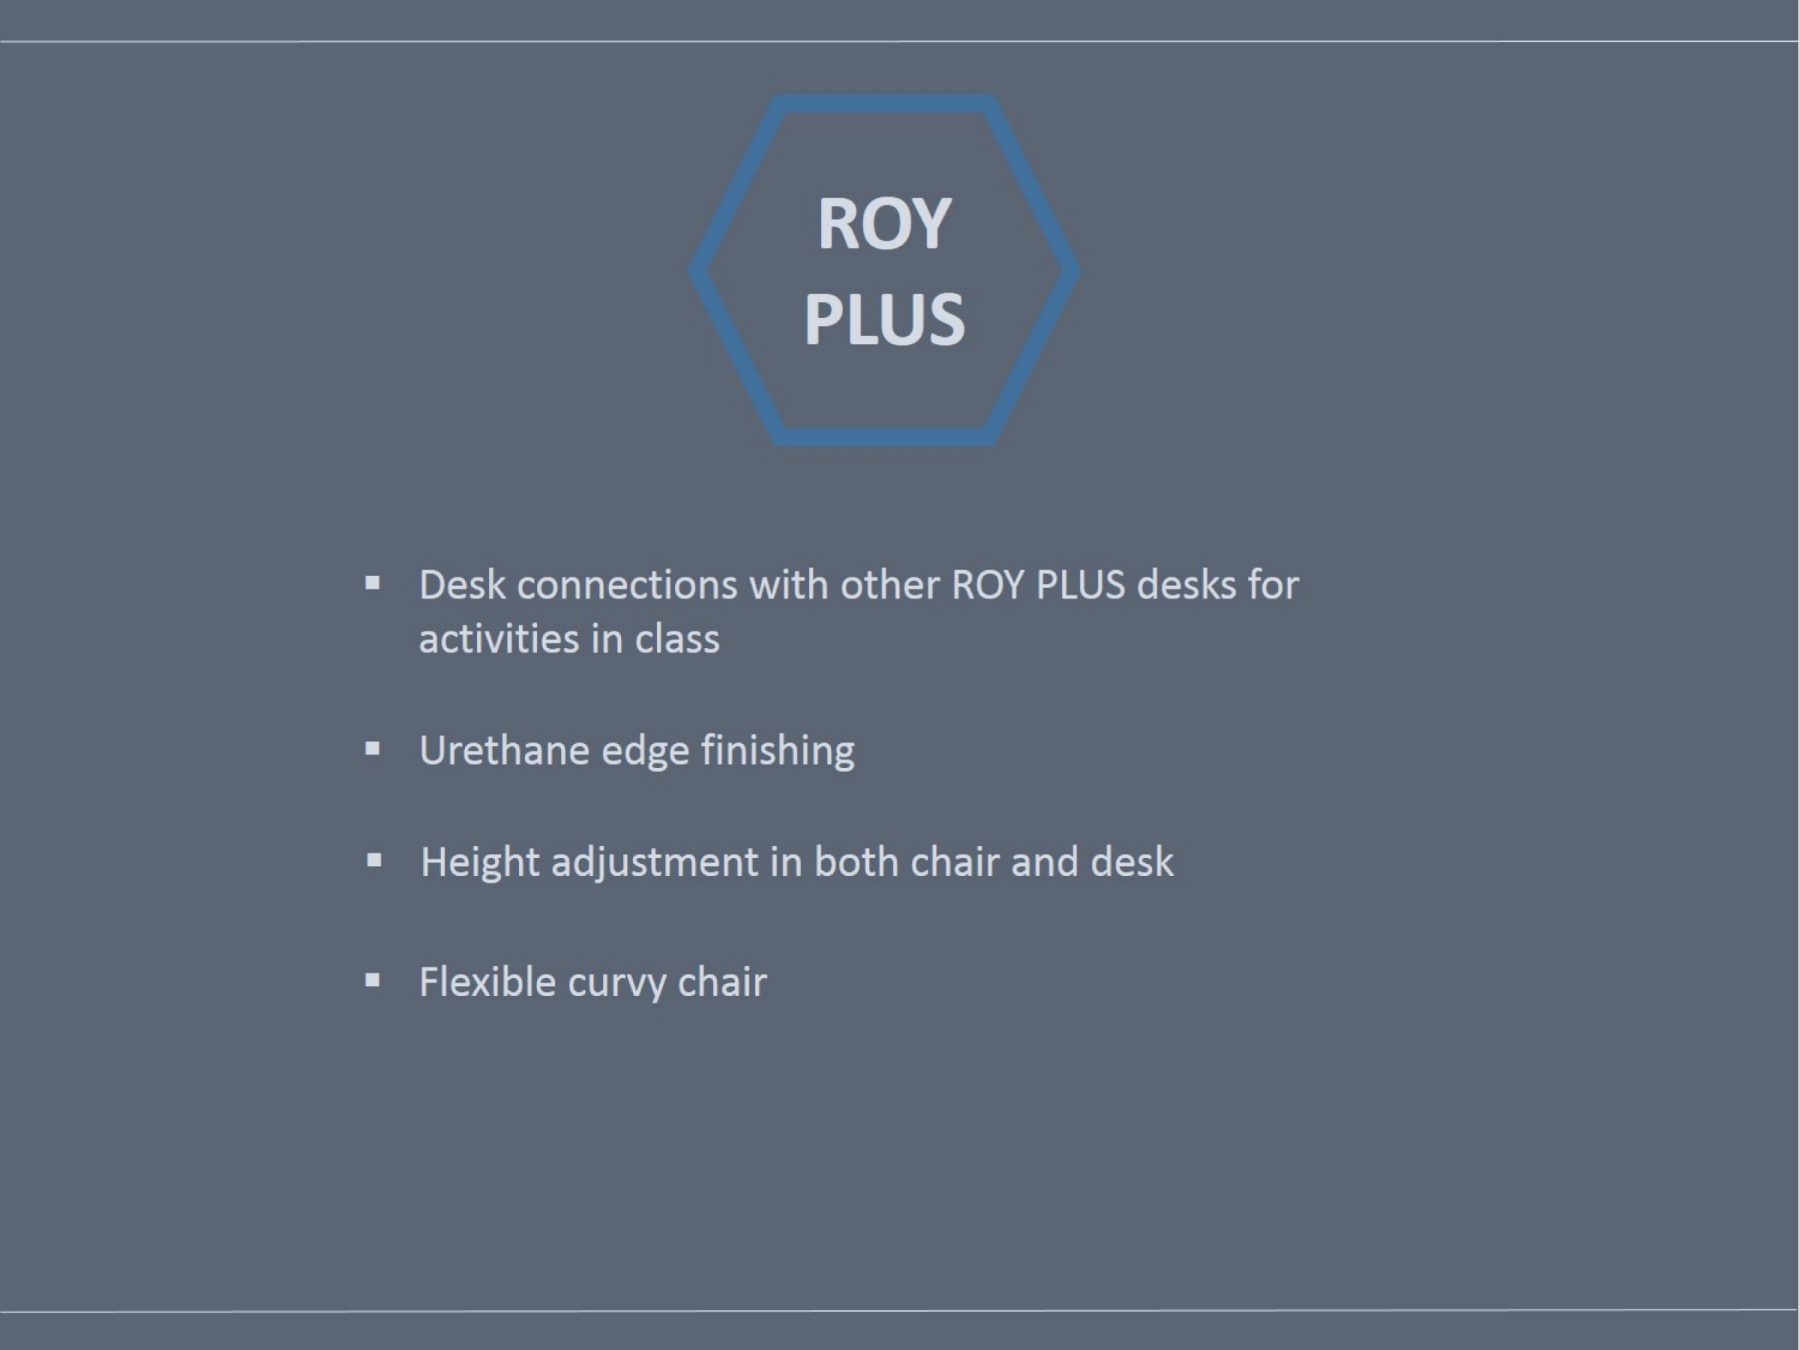 ROY
PLUS
▪ Desk connections with other ROY PLUS desks for
activities in class
▪ Urethane edge finishing
▪ Height adjustment in both chair and desk
▪ Flexible curvy chair